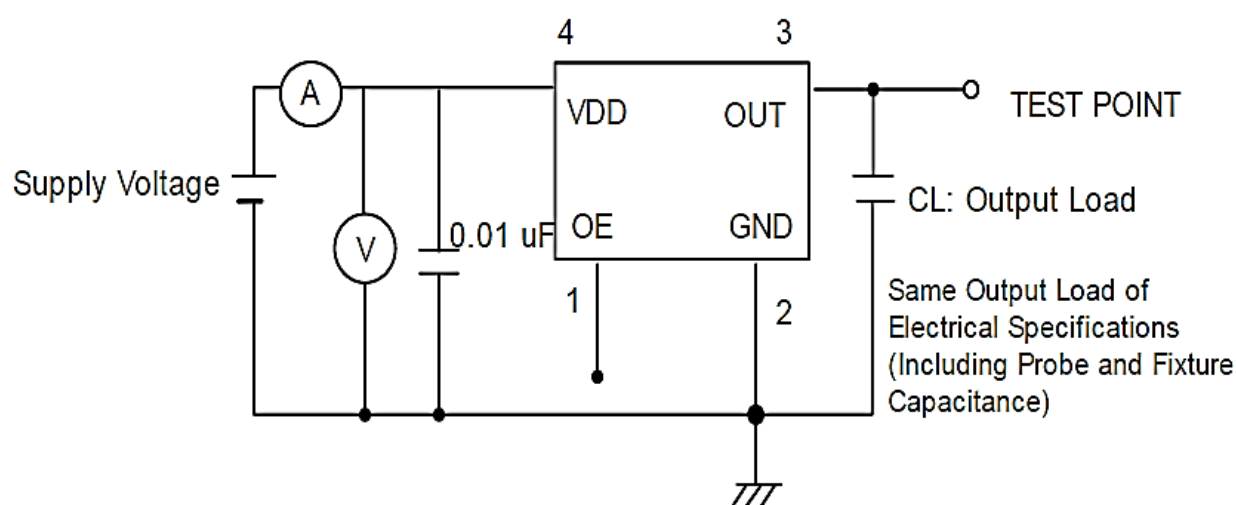 4
3
A
VDD
OUT
TEST POINT
Supply Voltage
CL: Output Load
V
0.01 uF
OE
GND
1
2
Same Output Load of
Electrical Specifications
(Including Probe and Fixture
Capacitance)